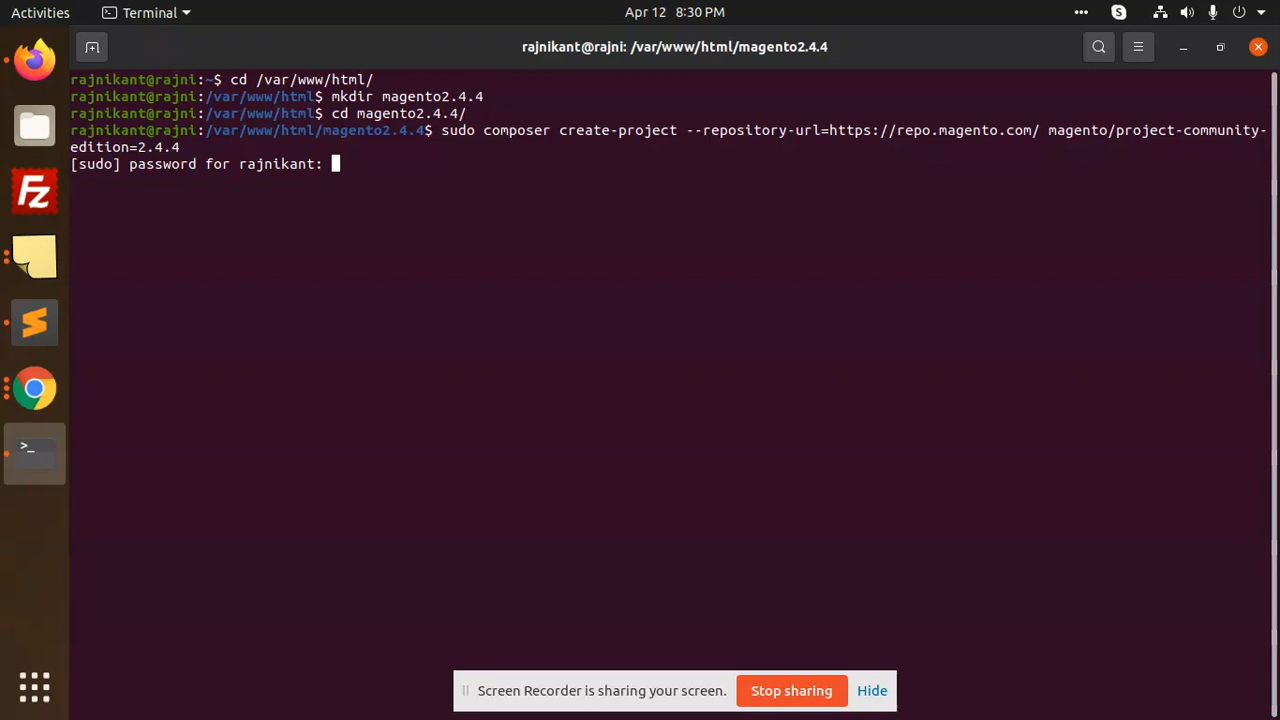 Activities
Terminal
Apr 12 8:30 PM
rajnikant@rajni: /var/www/html/magento2.4.4
rajnikant@rajni:~$ cd /var/www/html/
rajnikant@rajni:/var/www/html$ mkdir magento2.4.4
rajnikant@rajni:/var/www/html$ cd magento2.4.4/
rajnikant@rajni:/var/www/html/magento2.4.4$ sudo composer create-project --repository-url=https://repo.magento.com/ magento/project-community-
edition=2.4.4
[sudo] password for rajnikant:
Fz
>_
Screen Recorder is sharing your screen.
Stop sharing
Hide